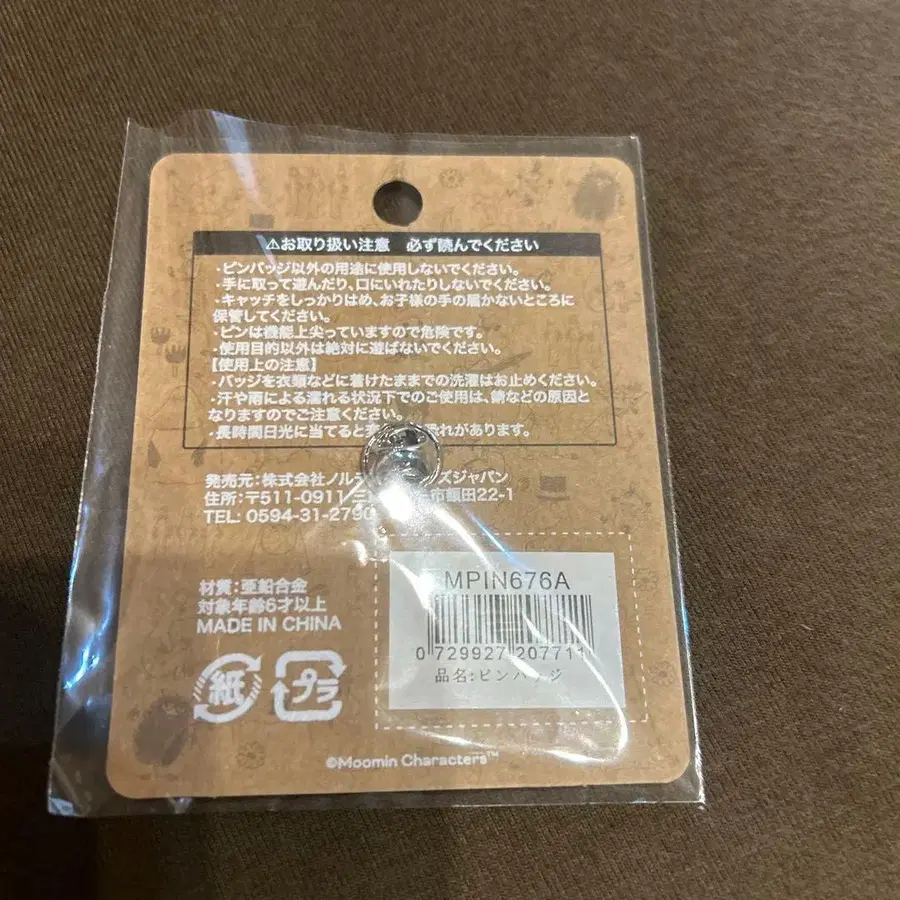 ⚠お取り扱い注意 必ず読んでください
・ピンバッジ以外の用途に使用しないでください。
・手に取って遊んだり、口にいれたりしないでください。
・キャッチをしっかりはめ、お子様の手の届かないところに
保管してください。
・ピンは機能上尖っていますので危険です。
・使用目的以外は絶対に遊ばないでください。
【使用上の注意】
・バッジを衣類などに着けたままでの洗濯はお止めください。
・汗や雨による濡れる状況下でのご使用は、錆などの原因と
なりますのでご注意ください。
・長時間日光に当てると変 恐れがあります。
発売元:株式会社ノル ズジャパン
住所:〒511-0911 三 市額田22-1
TEL: 0594-31-2790
材質:亜鉛合金
対象年齢6才以上
MADE IN CHINA
紙
プラ
MPIN676A
0 729927 207711
品名:ピンバッジ
©Moomin Characters™